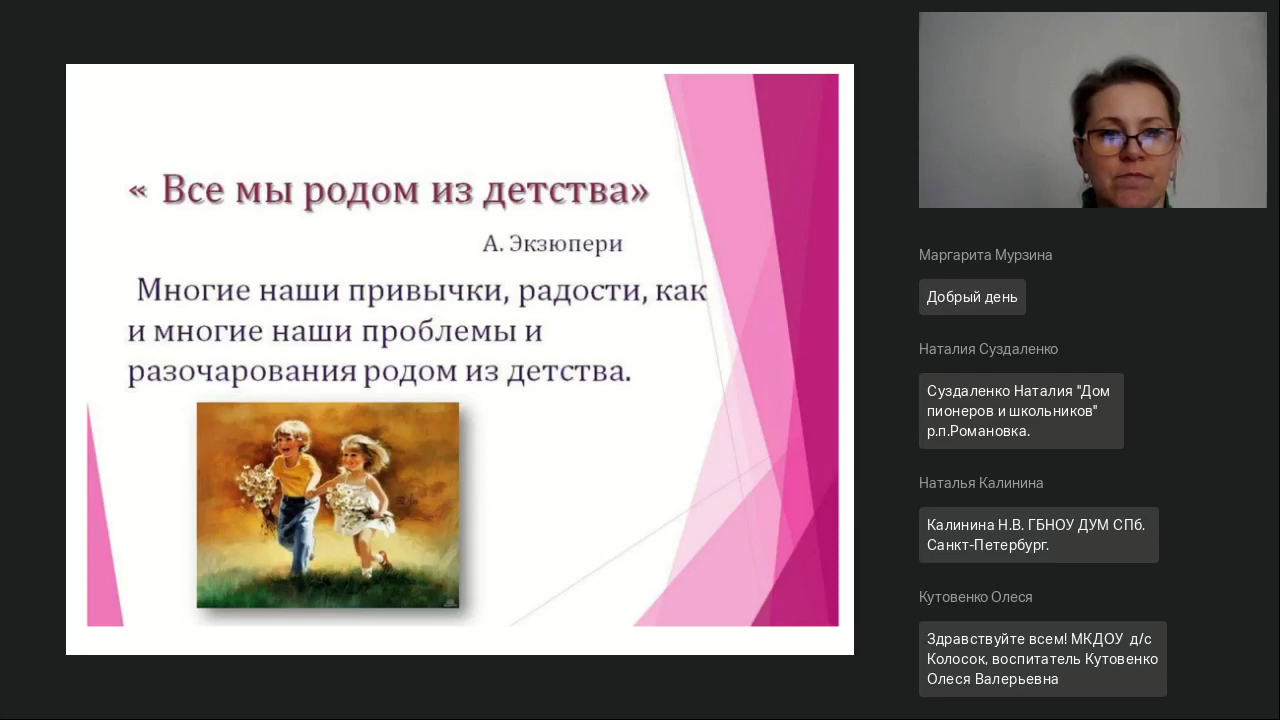 « Все мы родом из детства»
А. Экзюпери
Многие наши привычки, радости, как
и многие наши проблемы и
разочарования родом из детства.
Маргарита Мурзина
Добрый день
Наталия Суздаленко
Суздаленко Наталия "Дом
пионеров и школьников"
р.п.Романовка.
Наталья Калинина
Калинина Н.В. ГБНОУ ДУМ СПб.
Санкт-Петербург.
Кутовенко Олеся
Здравствуйте всем! МКДОУ  д/с
Колосок, воспитатель Кутовенко
Олеся Валерьевна